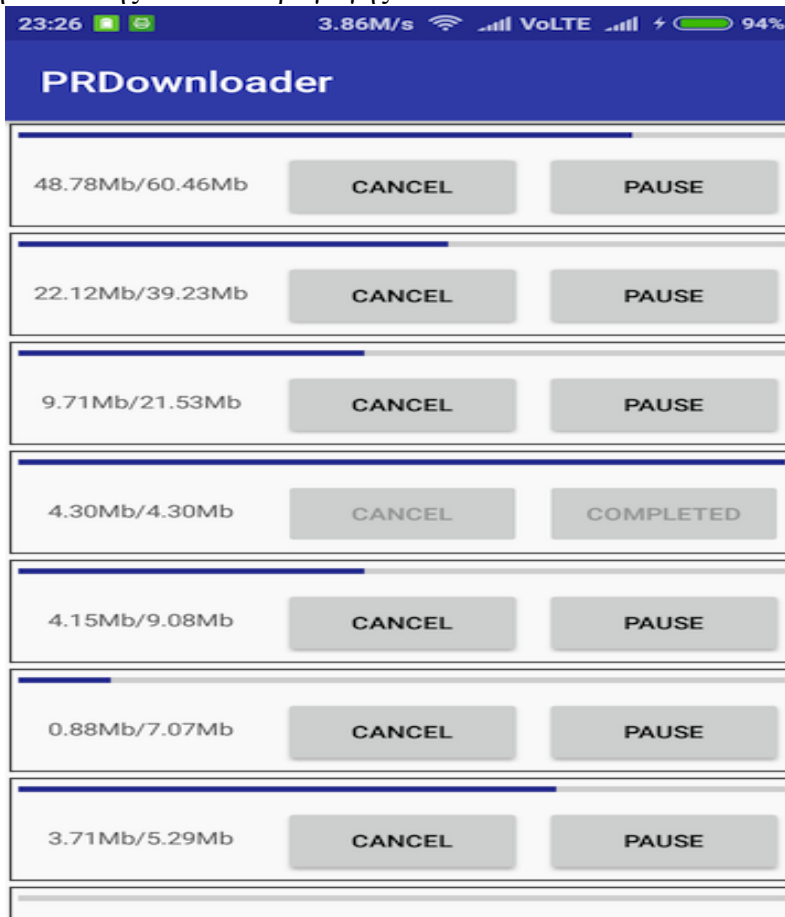 23:26 3.86M/s VoLTE 94%
PRDownloader
48.78Mb/60.46Mb CANCEL PAUSE
22.12Mb/39.23Mb CANCEL PAUSE
9.71Mb/21.53Mb CANCEL PAUSE
4.30Mb/4.30Mb CANCEL COMPLETED
4.15Mb/9.08Mb CANCEL PAUSE
0.88Mb/7.07Mb CANCEL PAUSE
3.71Mb/5.29Mb CANCEL PAUSE